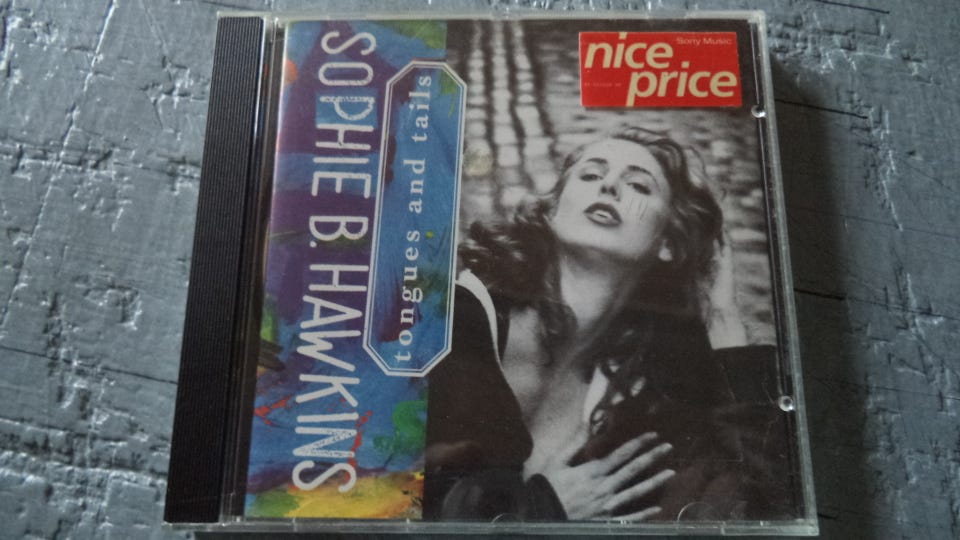 SOPHIE B. HAWKINS
tongues and tails
Sony Music
nice
price